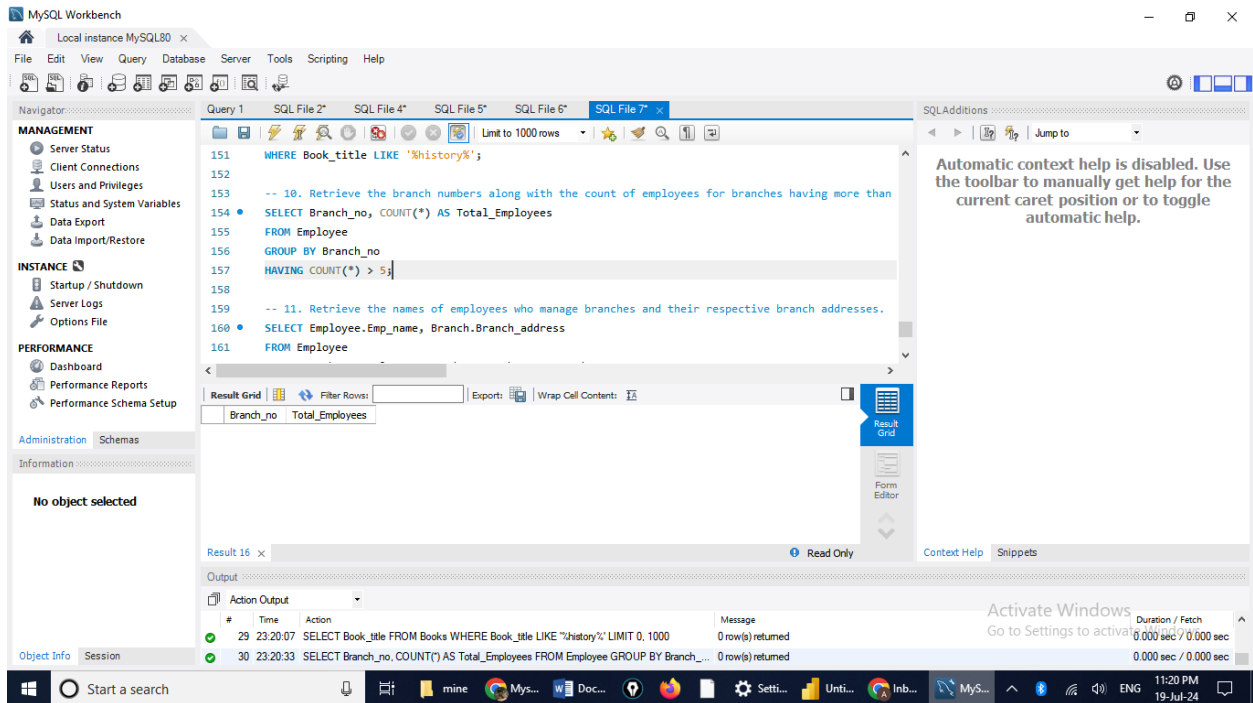 MySQL Workbench
Local instance MySQL80
File Edit View Query Database Server Tools Scripting Help
Navigator
MANAGEMENT
Server Status
Client Connections
Users and Privileges
Status and System Variables
Data Export
Data Import/Restore
INSTANCE
Startup / Shutdown
Server Logs
Options File
PERFORMANCE
Dashboard
Performance Reports
Performance Schema Setup
Administration Schemas
Information
No object selected
Object Info Session
Query 1 SQL File 2* SQL File 4* SQL File 5* SQL File 6* SQL File 7*
Limit to 1000 rows
151 WHERE Book_title LIKE '%history%';
152
153 -- 10. Retrieve the branch numbers along with the count of employees for branches having more than
154 SELECT Branch_no, COUNT(*) AS Total_Employees
155 FROM Employee
156 GROUP BY Branch_no
157 HAVING COUNT(*) > 5;
158
159 -- 11. Retrieve the names of employees who manage branches and their respective branch addresses.
160 SELECT Employee.Emp_name, Branch.Branch_address
161 FROM Employee
Result Grid Filter Rows: Export: Wrap Cell Content:
Branch_no Total_Employees
Result Grid
Form Editor
Result 16 Read Only
SQLAdditions
Jump to
Automatic context help is disabled. Use
the toolbar to manually get help for the
current caret position or to toggle
automatic help.
Context Help Snippets
Output
Action Output
# Time Action Message Duration / Fetch
29 23:20:07 SELECT Book_title FROM Books WHERE Book_title LIKE '%history%' LIMIT 0, 1000 0 row(s) returned 0.000 sec / 0.000 sec
30 23:20:33 SELECT Branch_no, COUNT(*) AS Total_Employees FROM Employee GROUP BY Branch_... 0 row(s) returned 0.000 sec / 0.000 sec
Activate Windows
Go to Settings to activate Windows.
Start a search mine Mys... Doc... Setti... Unti... Inb... MyS... ENG 11:20 PM
19-Jul-24